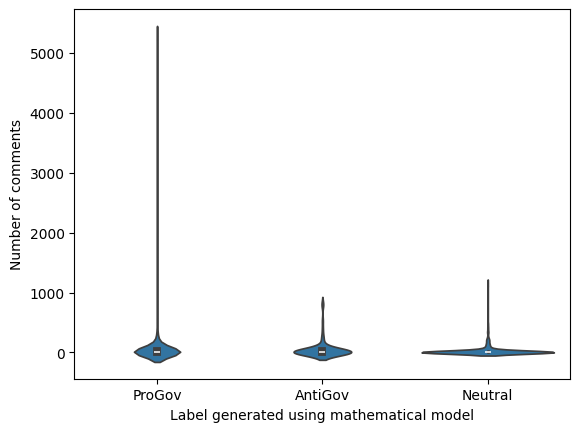 5000
4000
3000
2000
1000
0
Number of comments
ProGov AntiGov Neutral
Label generated using mathematical model